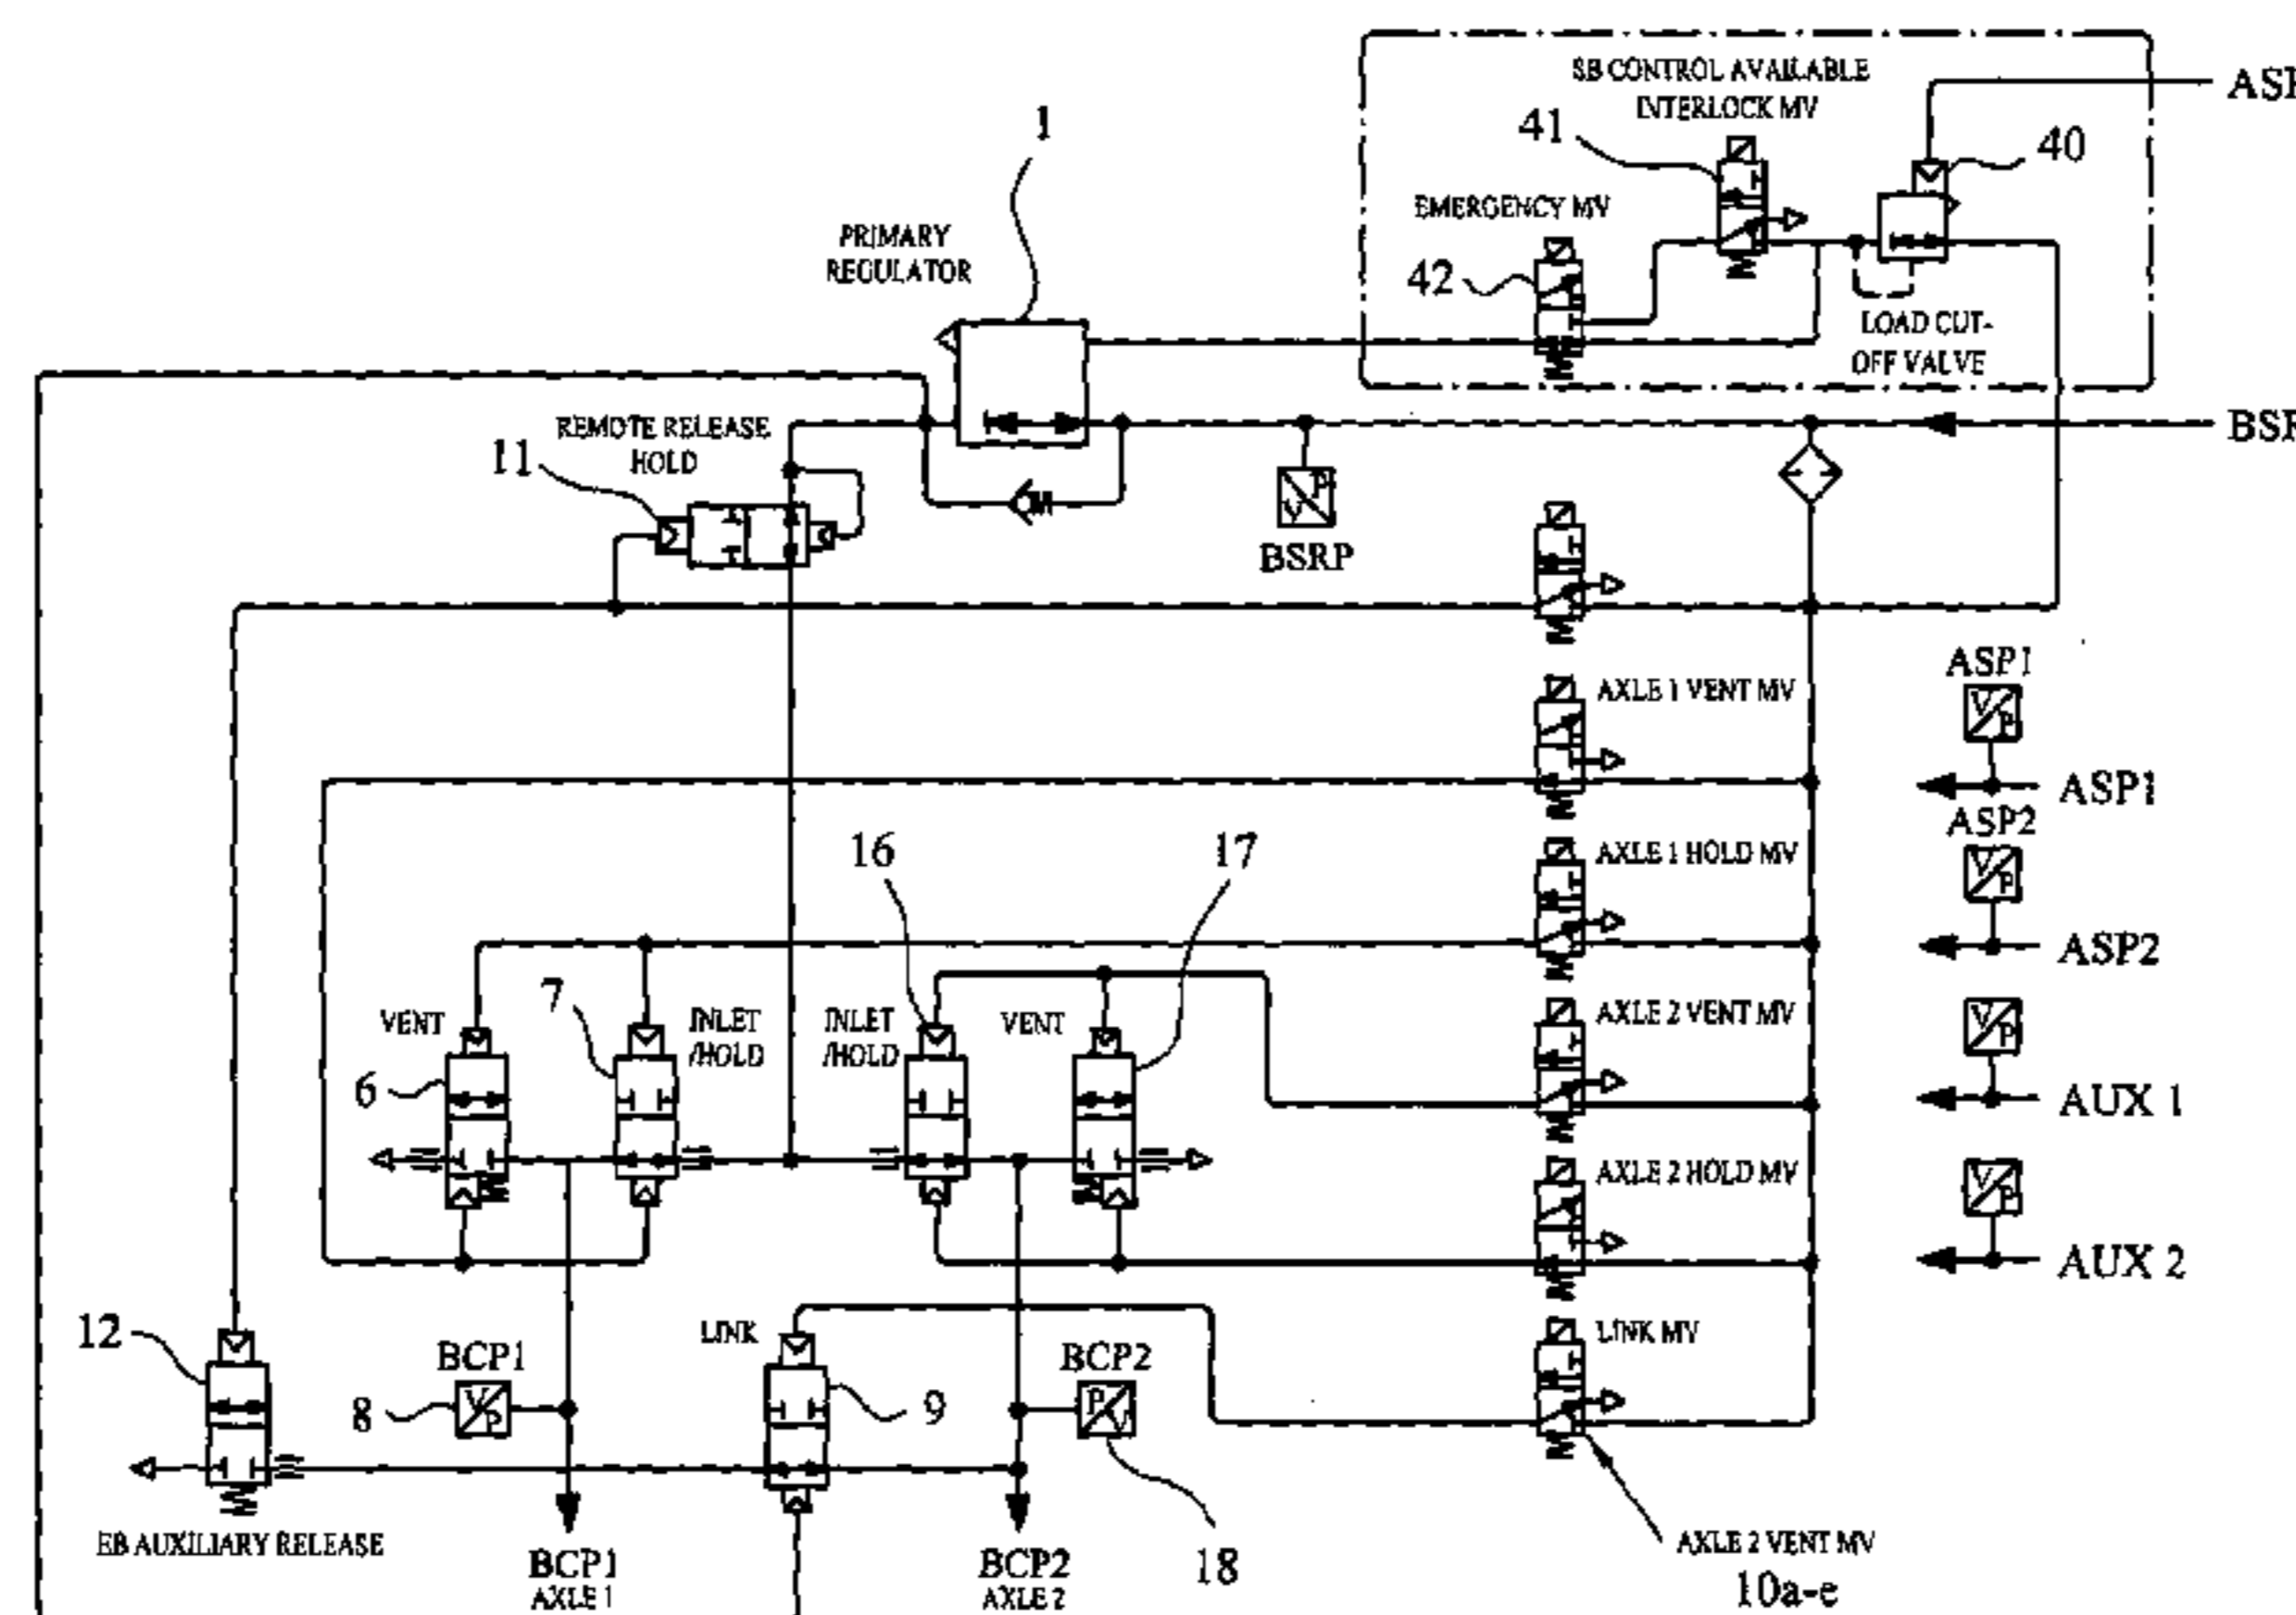 SB CONTROL AVAILABLE
INTERLOCK MV
41
40
1
EMERGENCY MV
42
PRIMARY
REGULATOR
LOAD CUT-
OFF VALVE
REMOTE RELEASE
HOLD
11
P
V
BSRP
AXLE 1 VENT MV
ASP1
V
P
ASP1
ASP2
V
P
ASP2
AXLE 1 HOLD MV
16
17
7
VENT
INLET
/HOLD
INLET
/HOLD
VENT
6
AXLE 2 VENT MV
V
P
AUX 1
AXLE 2 HOLD MV
V
P
AUX 2
12
LINK
LINK MV
BCP1
V
P
8
9
BCP2
P
V
18
EB AUXILIARY RELEASE
BCP1
AXLE 1
BCP2
AXLE 2
AXLE 2 VENT MV
10a-e